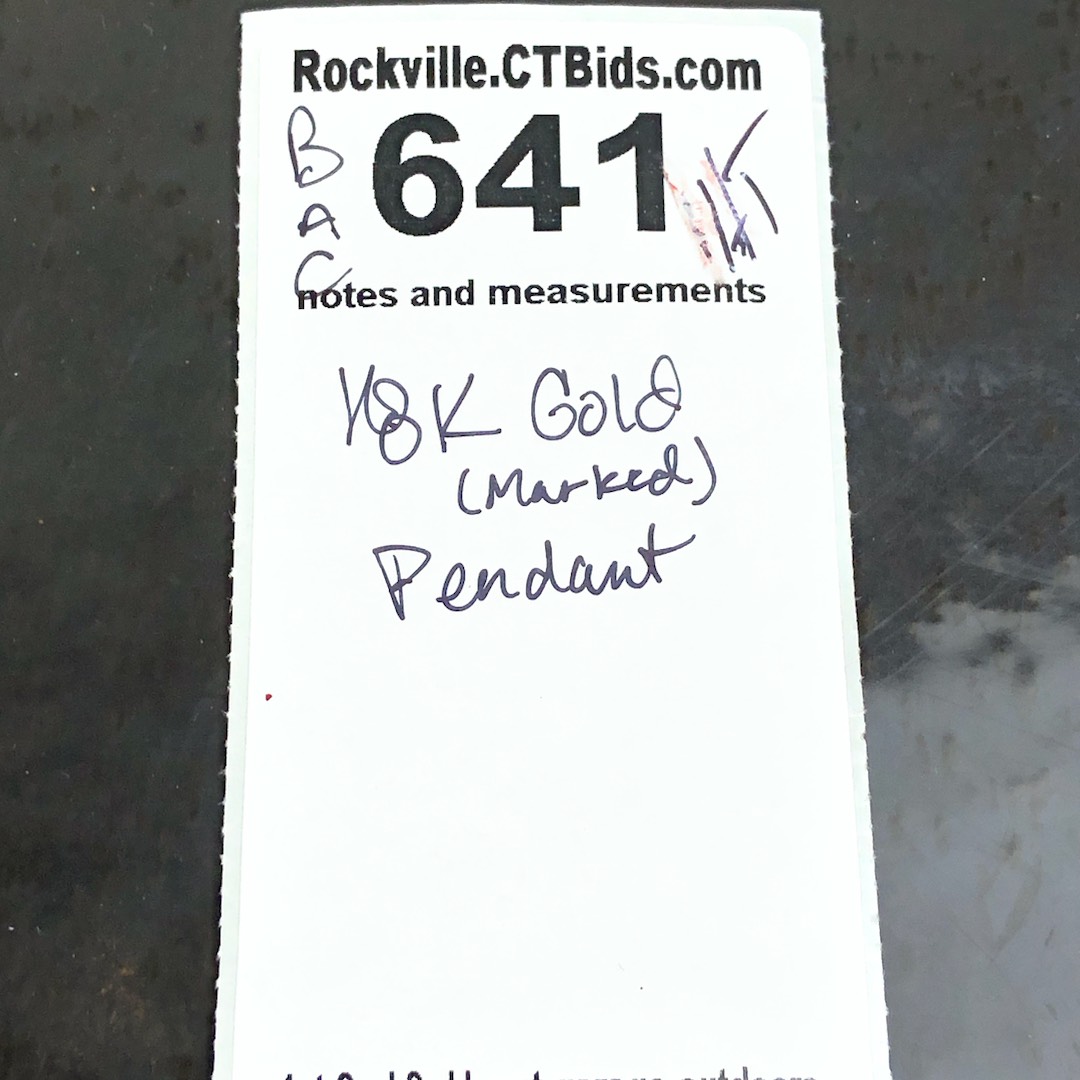 Rockville.CTBids.com
B
A
C
641
notes and measurements
18K Gold
(Marked)
Pendant